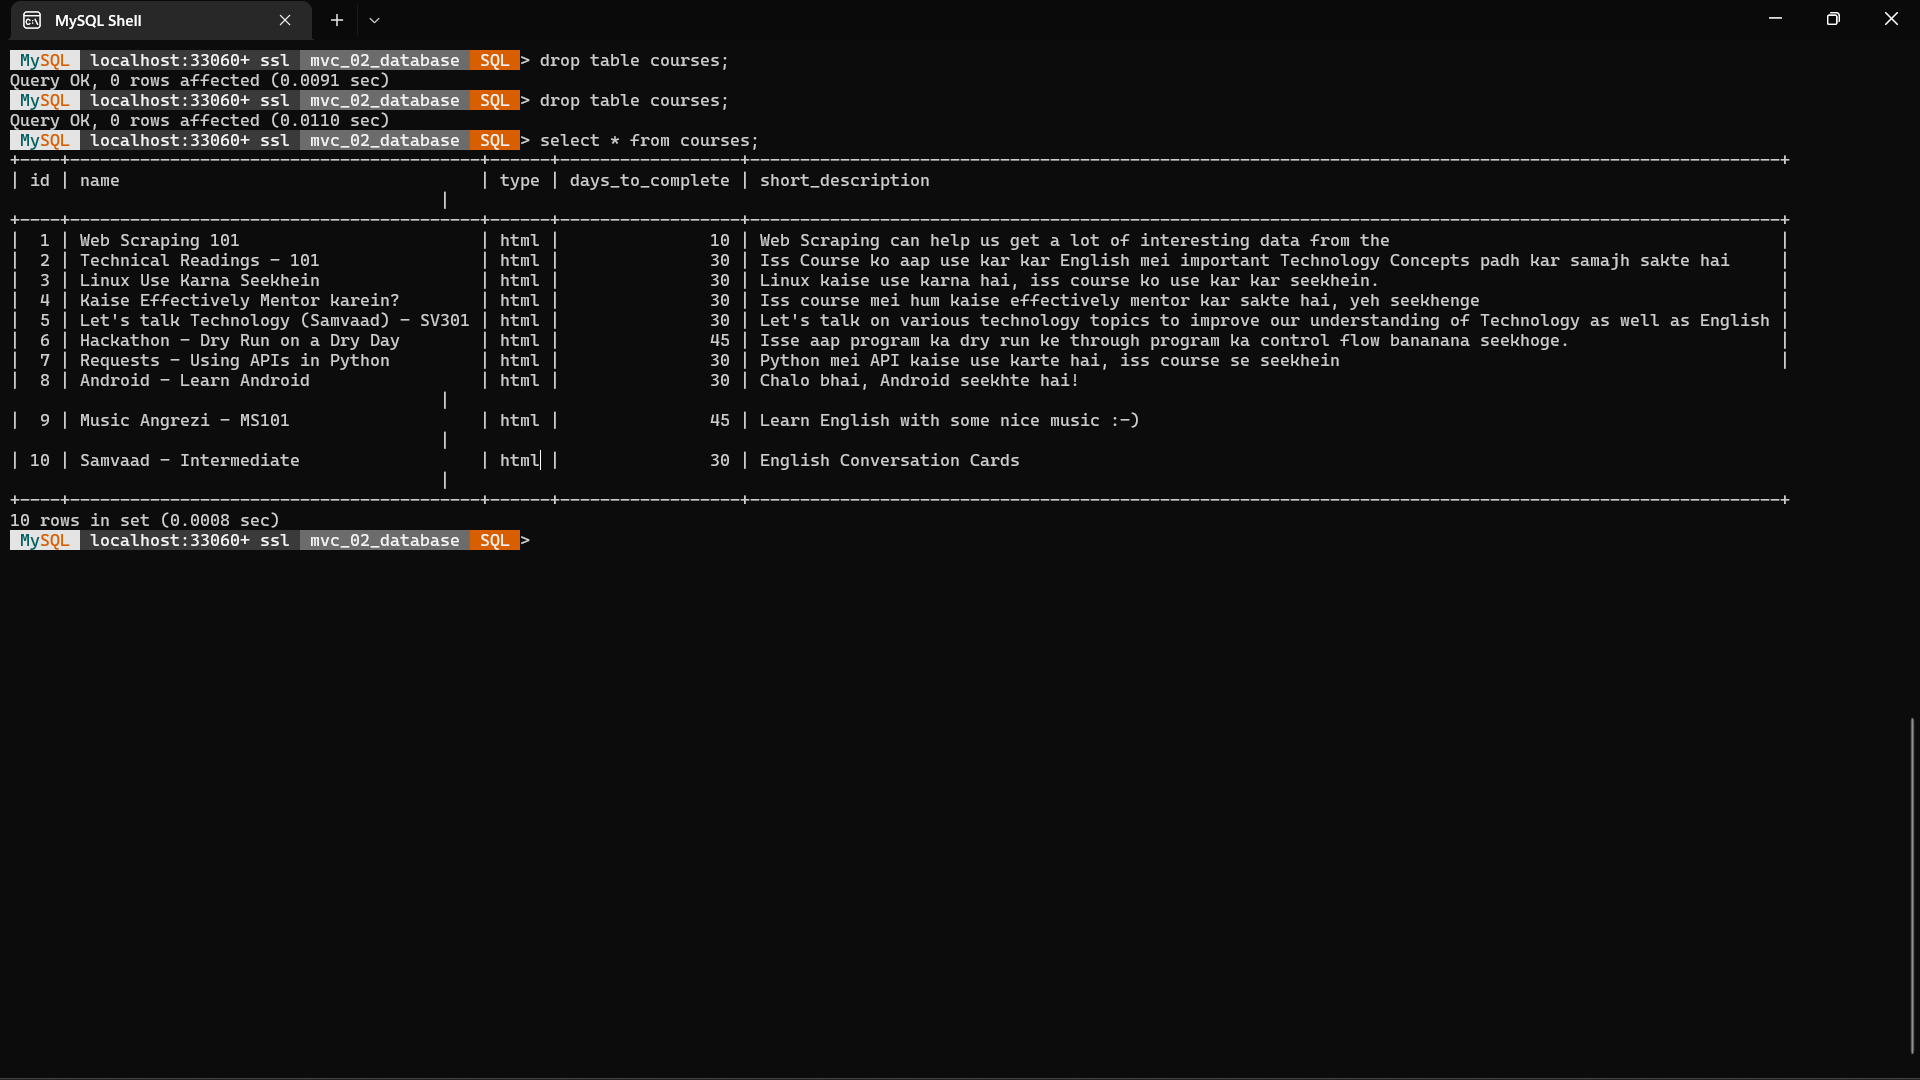 MySQL Shell
MySQL localhost:33060+ ssl mvc_02_database SQL > drop table courses;
Query OK, 0 rows affected (0.0091 sec)
MySQL localhost:33060+ ssl mvc_02_database SQL > drop table courses;
Query OK, 0 rows affected (0.0110 sec)
MySQL localhost:33060+ ssl mvc_02_database SQL > select * from courses;
| id | name | type | days_to_complete | short_description |
| 1 | Web Scraping 101 | html | 10 | Web Scraping can help us get a lot of interesting data from the |
| 2 | Technical Readings - 101 | html | 30 | Iss Course ko aap use kar kar English mei important Technology Concepts padh kar samajh sakte hai |
| 3 | Linux Use Karna Seekhein | html | 30 | Linux kaise use karna hai, iss course ko use kar kar seekhein. |
| 4 | Kaise Effectively Mentor karein? | html | 30 | Iss course mei hum kaise effectively mentor kar sakte hai, yeh seekhenge |
| 5 | Let's talk Technology (Samvaad) - SV301 | html | 30 | Let's talk on various technology topics to improve our understanding of Technology as well as English |
| 6 | Hackathon - Dry Run on a Dry Day | html | 45 | Isse aap program ka dry run ke through program ka control flow bananana seekhoge. |
| 7 | Requests - Using APIs in Python | html | 30 | Python mei API kaise use karte hai, iss course se seekhein |
| 8 | Android - Learn Android | html | 30 | Chalo bhai, Android seekhte hai! |
| 9 | Music Angrezi - MS101 | html | 45 | Learn English with some nice music :-) |
| 10 | Samvaad - Intermediate | html | 30 | English Conversation Cards |
10 rows in set (0.0008 sec)
MySQL localhost:33060+ ssl mvc_02_database SQL >